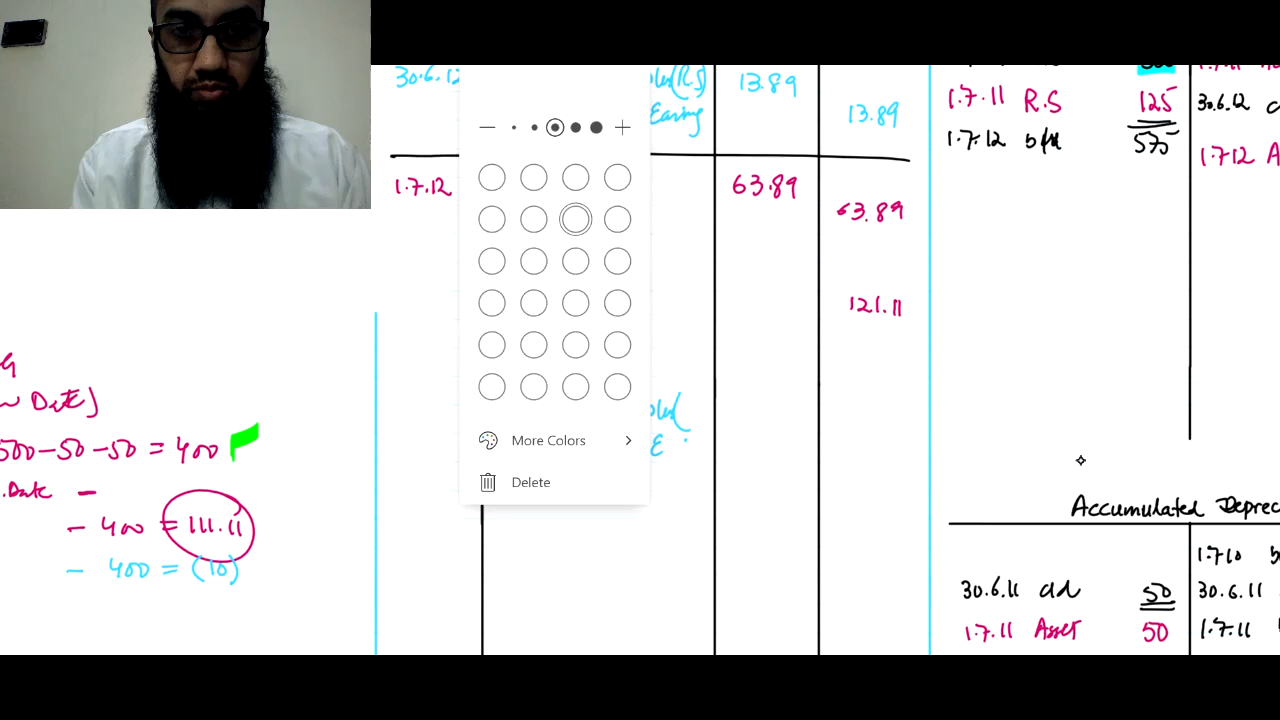 30.6.12
(R.S) 13.89
Earing 13.89
1.7.12 63.89
63.89
121.11
More Colors
Delete
Date)
500-50-50 = 400
.Date -
- 400 = 111.11
- 400 = (10)
1.7.11 R.S 125
30.6.12
1.7.12 b/d 575
1.7.12 A
Accumulated Deprec
1.7.10
30.6.11 c/d 50 30.6.11
1.7.11 Asset 50 1.7.11